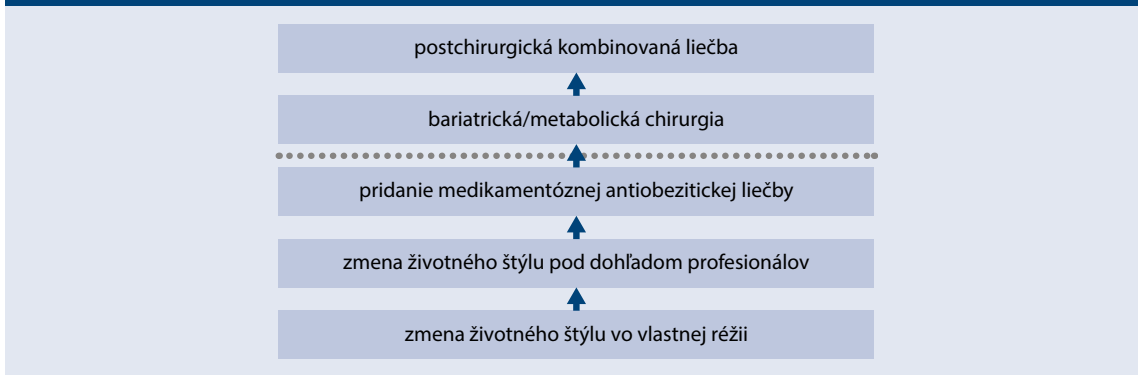 postchirurgická kombinovaná liečba
bariatrická/metabolická chirurgia
pridanie medikamentóznej antiobezitickej liečby
zmena životného štýlu pod dohľadom profesionálov
zmena životného štýlu vo vlastnej réžii